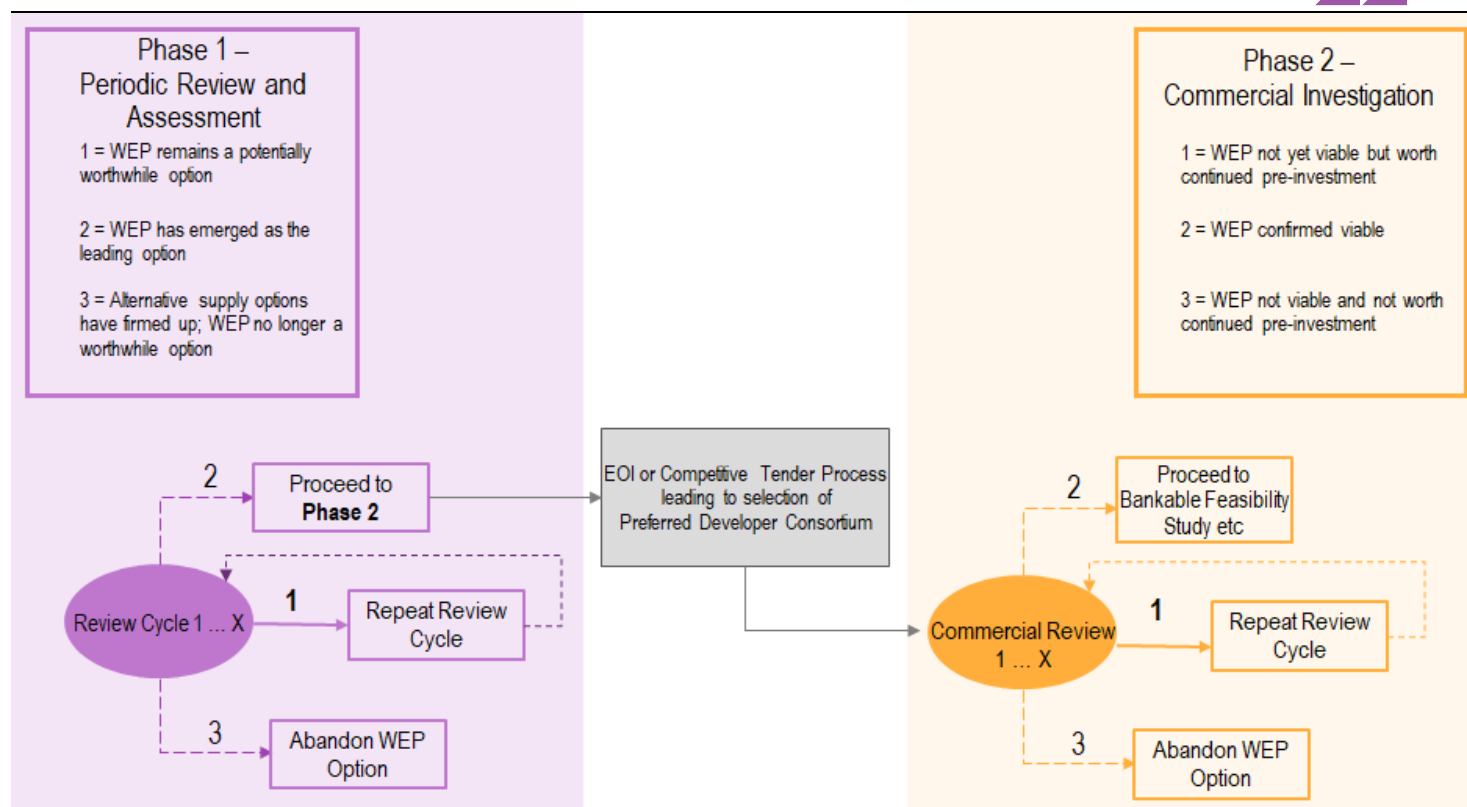 Phase 1 –
Periodic Review and
Assessment
1 = WEP remains a potentially
worthwhile option
2 = WEP has emerged as the
leading option
3 = Alternative supply options
have firmed up; WEP no longer a
worthwhile option
Phase 2 –
Commercial Investigation
1 = WEP not yet viable but worth
continued pre-investment
2 = WEP confirmed viable
3 = WEP not viable and not worth
continued pre-investment
2
Proceed to
Phase 2
Review Cycle 1 ... X
1
Repeat Review
Cycle
3
Abandon WEP
Option
EOI or Competitive Tender Process
leading to selection of
Preferred Developer Consortium
2
Proceed to
Bankable Feasibility
Study etc
Commercial Review
1 ... X
1
Repeat Review
Cycle
3
Abandon WEP
Option